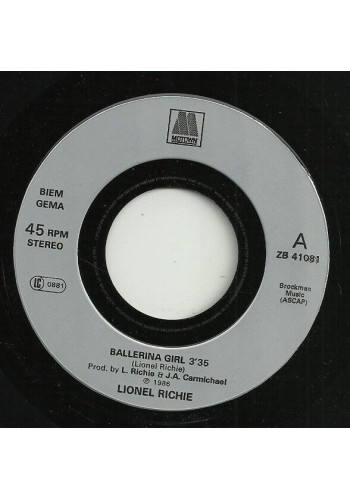 MOTOWN
BIEM
GEMA
45 RPM
STEREO
LC 0881
A
ZB 41081
Brockman
Music
(ASCAP)
BALLERINA GIRL 3'35
(Lionel Richie)
Prod. by L. Richie & J.A. Carmichael
℗ 1986
LIONEL RICHIE